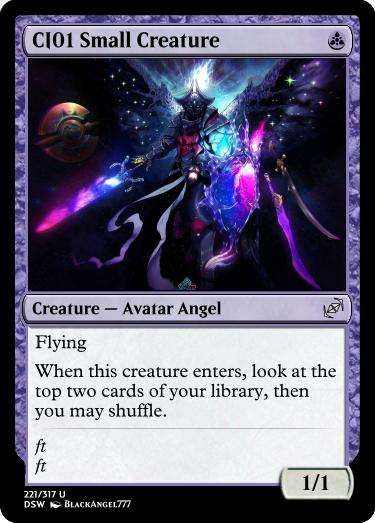 C[01 Small Creature
Creature — Avatar Angel
Flying
When this creature enters, look at the
top two cards of your library, then
you may shuffle.
ft
ft
1/1
221/317 U
DSW BlackAngel777